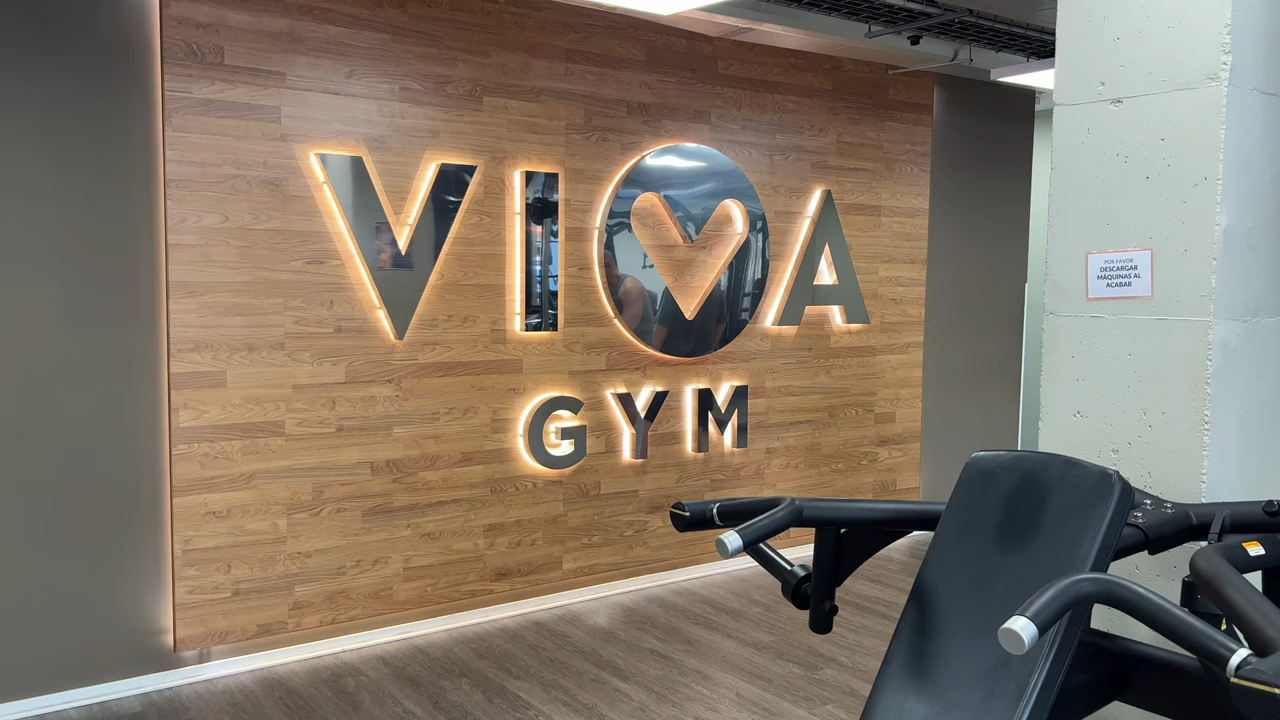 VIVA
GYM
POR FAVOR
DESCARGAR
MÁQUINAS AL
ACABAR